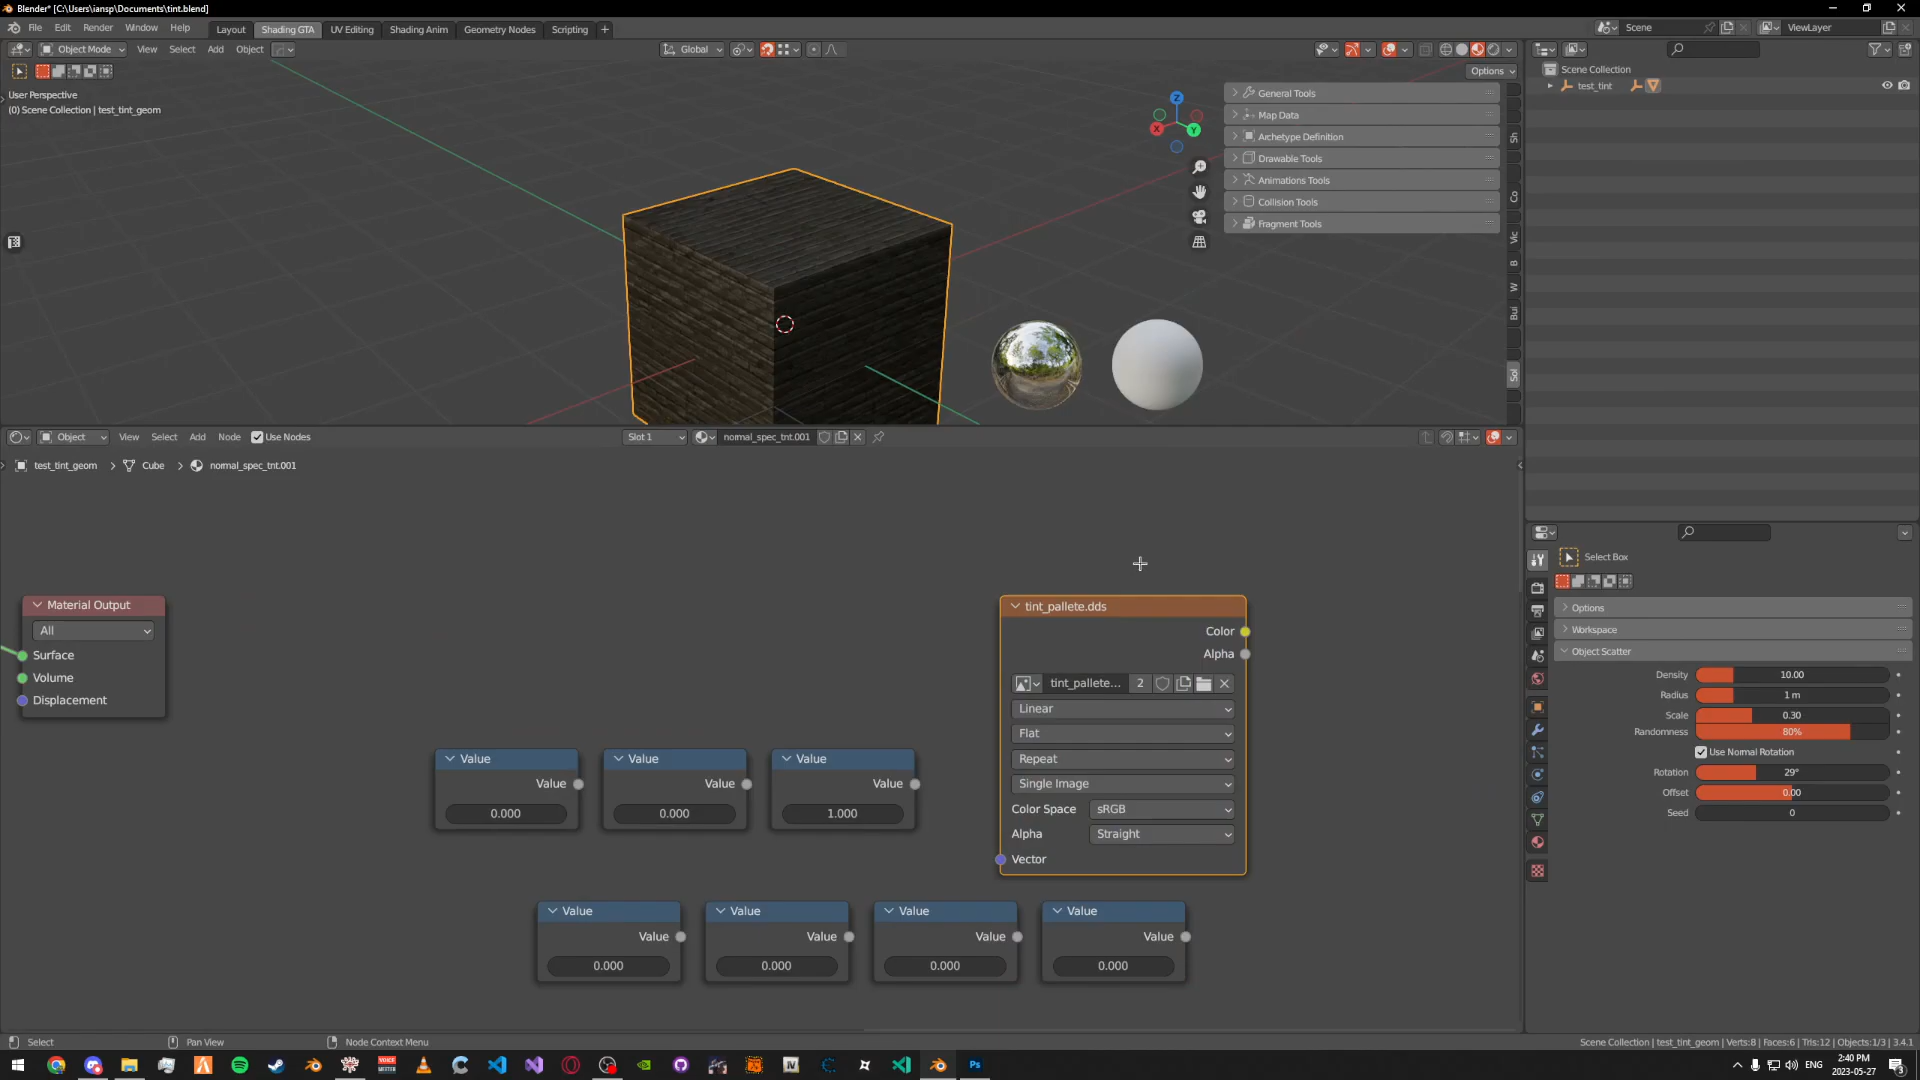 Blender* [C:\Users\iansp\Documents\tint.blend]
File Edit Render Window Help Layout Shading GTA UV Editing Shading Anim Geometry Nodes Scripting + Scene ViewLayer
Object Mode View Select Add Object Global
Options
User Perspective
(0) Scene Collection | test_tint_geom
Z
X
Y
General Tools
Map Data
Archetype Definition
Drawable Tools
Animations Tools
Collision Tools
Fragment Tools
Sh
Co
Vic
B
W
Bui
Sol
Scene Collection
test_tint
Object View Select Add Node Use Nodes Slot 1 normal_spec_tnt.001
test_tint_geom > Cube > normal_spec_tnt.001
Material Output
All
Surface
Volume
Displacement
Value
Value
0.000
Value
Value
0.000
Value
Value
1.000
tint_pallete.dds
Color
Alpha
tint_pallete... 2
Linear
Flat
Repeat
Single Image
Color Space sRGB
Alpha Straight
Vector
Value
Value
0.000
Value
Value
0.000
Value
Value
0.000
Value
Value
0.000
Select Box
Options
Workspace
Object Scatter
Density 10.00
Radius 1 m
Scale 0.30
Randomness 80%
Use Normal Rotation
Rotation 29°
Offset 0.00
Seed 0
Select Pan View Node Context Menu Scene Collection | test_tint_geom | Verts:8 | Faces:6 | Tris:12 | Objects:1/3 | 3.4.1
ENG
2:40 PM
2023-05-27